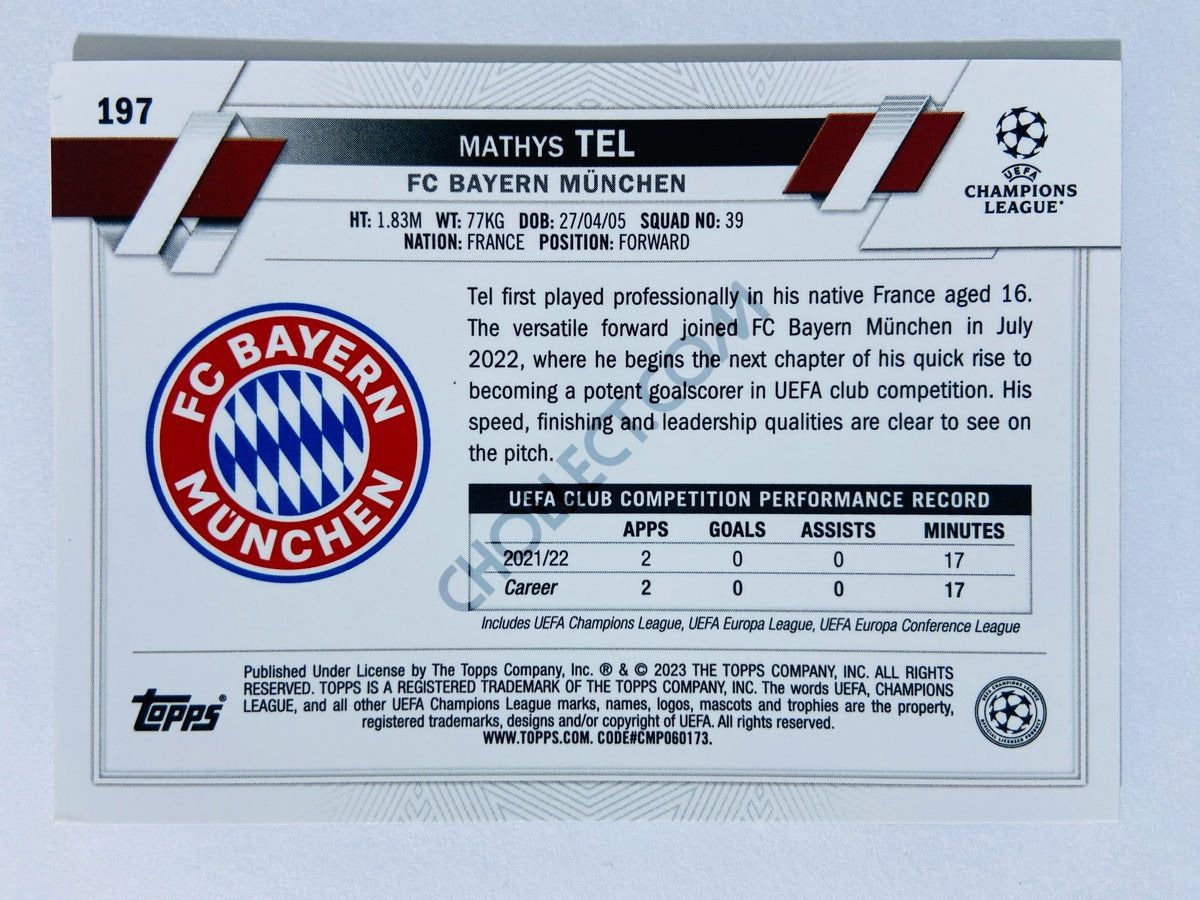 197
MATHYS TEL
FC BAYERN MÜNCHEN
UEFA
CHAMPIONS
LEAGUE®
HT: 1.83M WT: 77KG DOB: 27/04/05 SQUAD NO: 39
NATION: FRANCE POSITION: FORWARD
FC BAYERN
MÜNCHEN
Tel first played professionally in his native France aged 16.
The versatile forward joined FC Bayern München in July
2022, where he begins the next chapter of his quick rise to
becoming a potent goalscorer in UEFA club competition. His
speed, finishing and leadership qualities are clear to see on
the pitch.
CHOLLECT.COM
UEFA CLUB COMPETITION PERFORMANCE RECORD
APPS GOALS ASSISTS MINUTES
2021/22 2 0 0 17
Career 2 0 0 17
Includes UEFA Champions League, UEFA Europa League, UEFA Europa Conference League
Topps®
Published Under License by The Topps Company, Inc. ® & © 2023 THE TOPPS COMPANY, INC. ALL RIGHTS
RESERVED. TOPPS IS A REGISTERED TRADEMARK OF THE TOPPS COMPANY, INC. The words UEFA, CHAMPIONS
LEAGUE, and all other UEFA Champions League marks, names, logos, mascots and trophies are the property,
registered trademarks, designs and/or copyright of UEFA. All rights reserved.
WWW.TOPPS.COM. CODE#CMP060173.
UEFA CHAMPIONS LEAGUE
OFFICIAL LICENSED PRODUCT